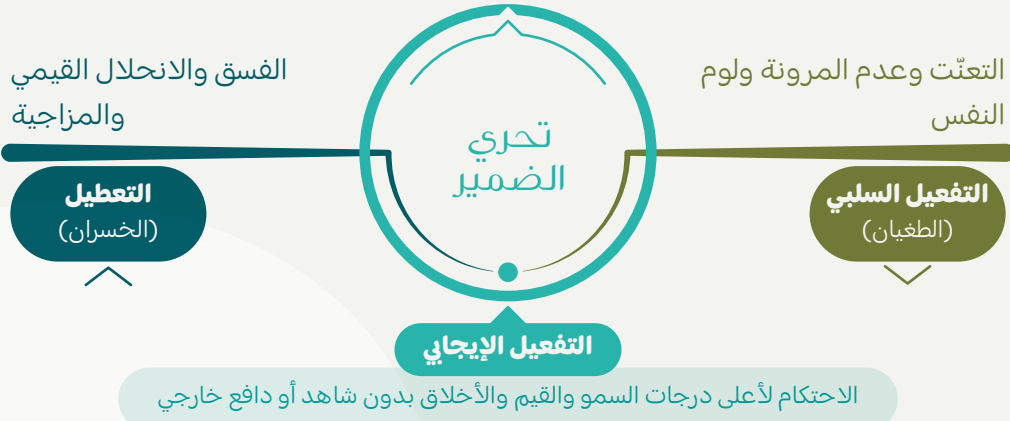 التعنّت وعدم المرونة ولوم
النفس
التفعيل السلبي
(الطغيان)
تحري
الضمير
الفسق والانحلال القيمي
والمزاجية
التعطيل
(الخسران)
التفعيل الإيجابي
الاحتكام لأعلى درجات السمو والقيم والأخلاق بدون شاهد أو دافع خارجي